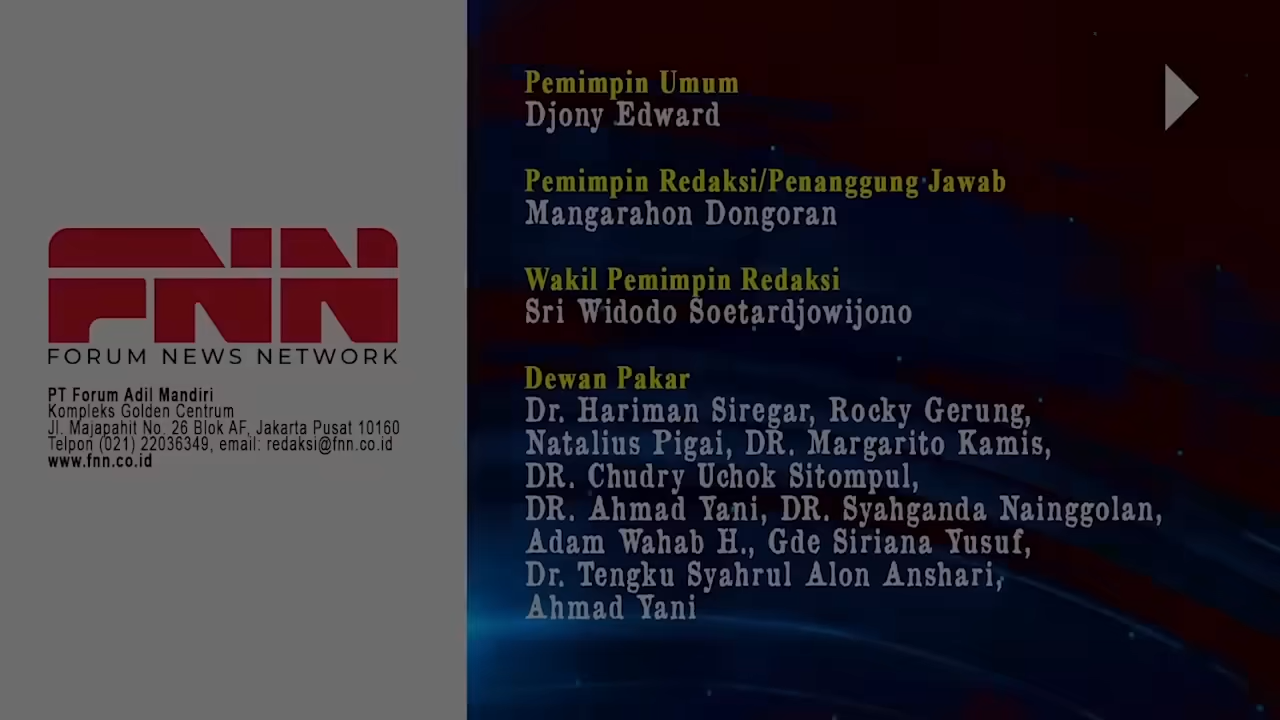 FNN
FORUM NEWS NETWORK
PT Forum Adil Mandiri
Kompleks Golden Centrum
Jl. Majapahit No. 26 Blok AF, Jakarta Pusat 10160
Telpon (021) 22036349, email: redaksi@fnn.co.id
www.fnn.co.id
Pemimpin Umum
Djony Edward
Pemimpin Redaksi/Penanggung Jawab
Mangarahon Dongoran
Wakil Pemimpin Redaksi
Sri Widodo Soetardjowijono
Dewan Pakar
Dr. Hariman Siregar, Rocky Gerung,
Natalius Pigai, DR. Margarito Kamis,
DR. Chudry Uchok Sitompul,
DR. Ahmad Yani, DR. Syahganda Nainggolan,
Adam Wahab H., Gde Siriana Yusuf,
Dr. Tengku Syahrul Alon Anshari,
Ahmad Yani